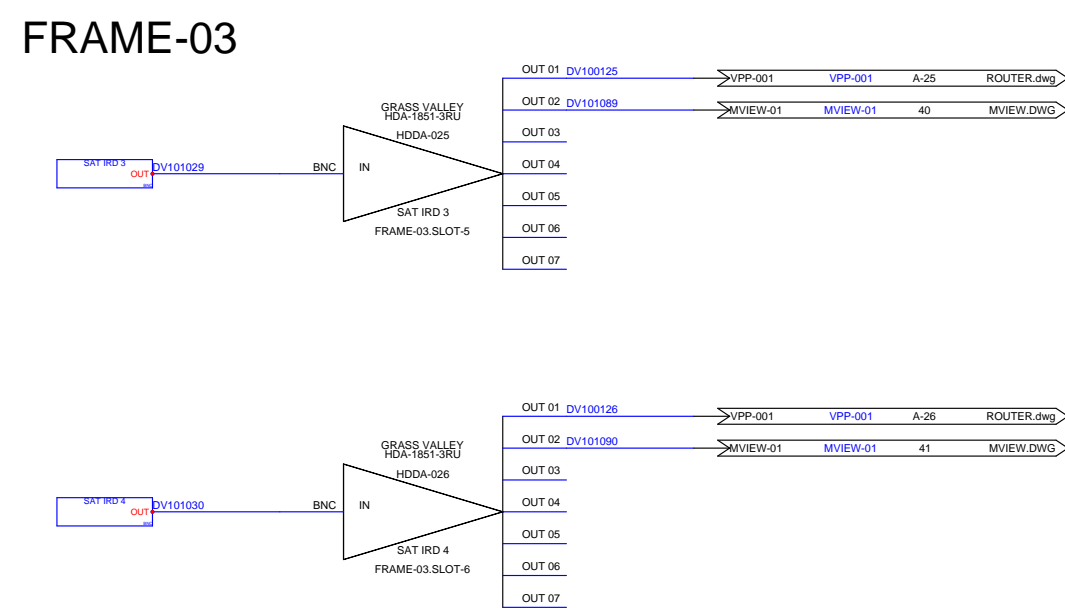 FRAME-03
OUT 01 DV100125
VPP-001 VPP-001 A-25 ROUTER.dwg
OUT 02 DV101089
MVIEW-01 MVIEW-01 40 MVIEW.DWG
GRASS VALLEY
HDA-1851-3RU
HDDA-025
OUT 03
SAT IRD 3
OUT
BNC
DV101029
BNC
IN
OUT 04
OUT 05
SAT IRD 3
FRAME-03.SLOT-5
OUT 06
OUT 07
OUT 01 DV100126
VPP-001 VPP-001 A-26 ROUTER.dwg
OUT 02 DV101090
MVIEW-01 MVIEW-01 41 MVIEW.DWG
GRASS VALLEY
HDA-1851-3RU
HDDA-026
OUT 03
SAT IRD 4
OUT
BNC
DV101030
BNC
IN
OUT 04
OUT 05
SAT IRD 4
FRAME-03.SLOT-6
OUT 06
OUT 07